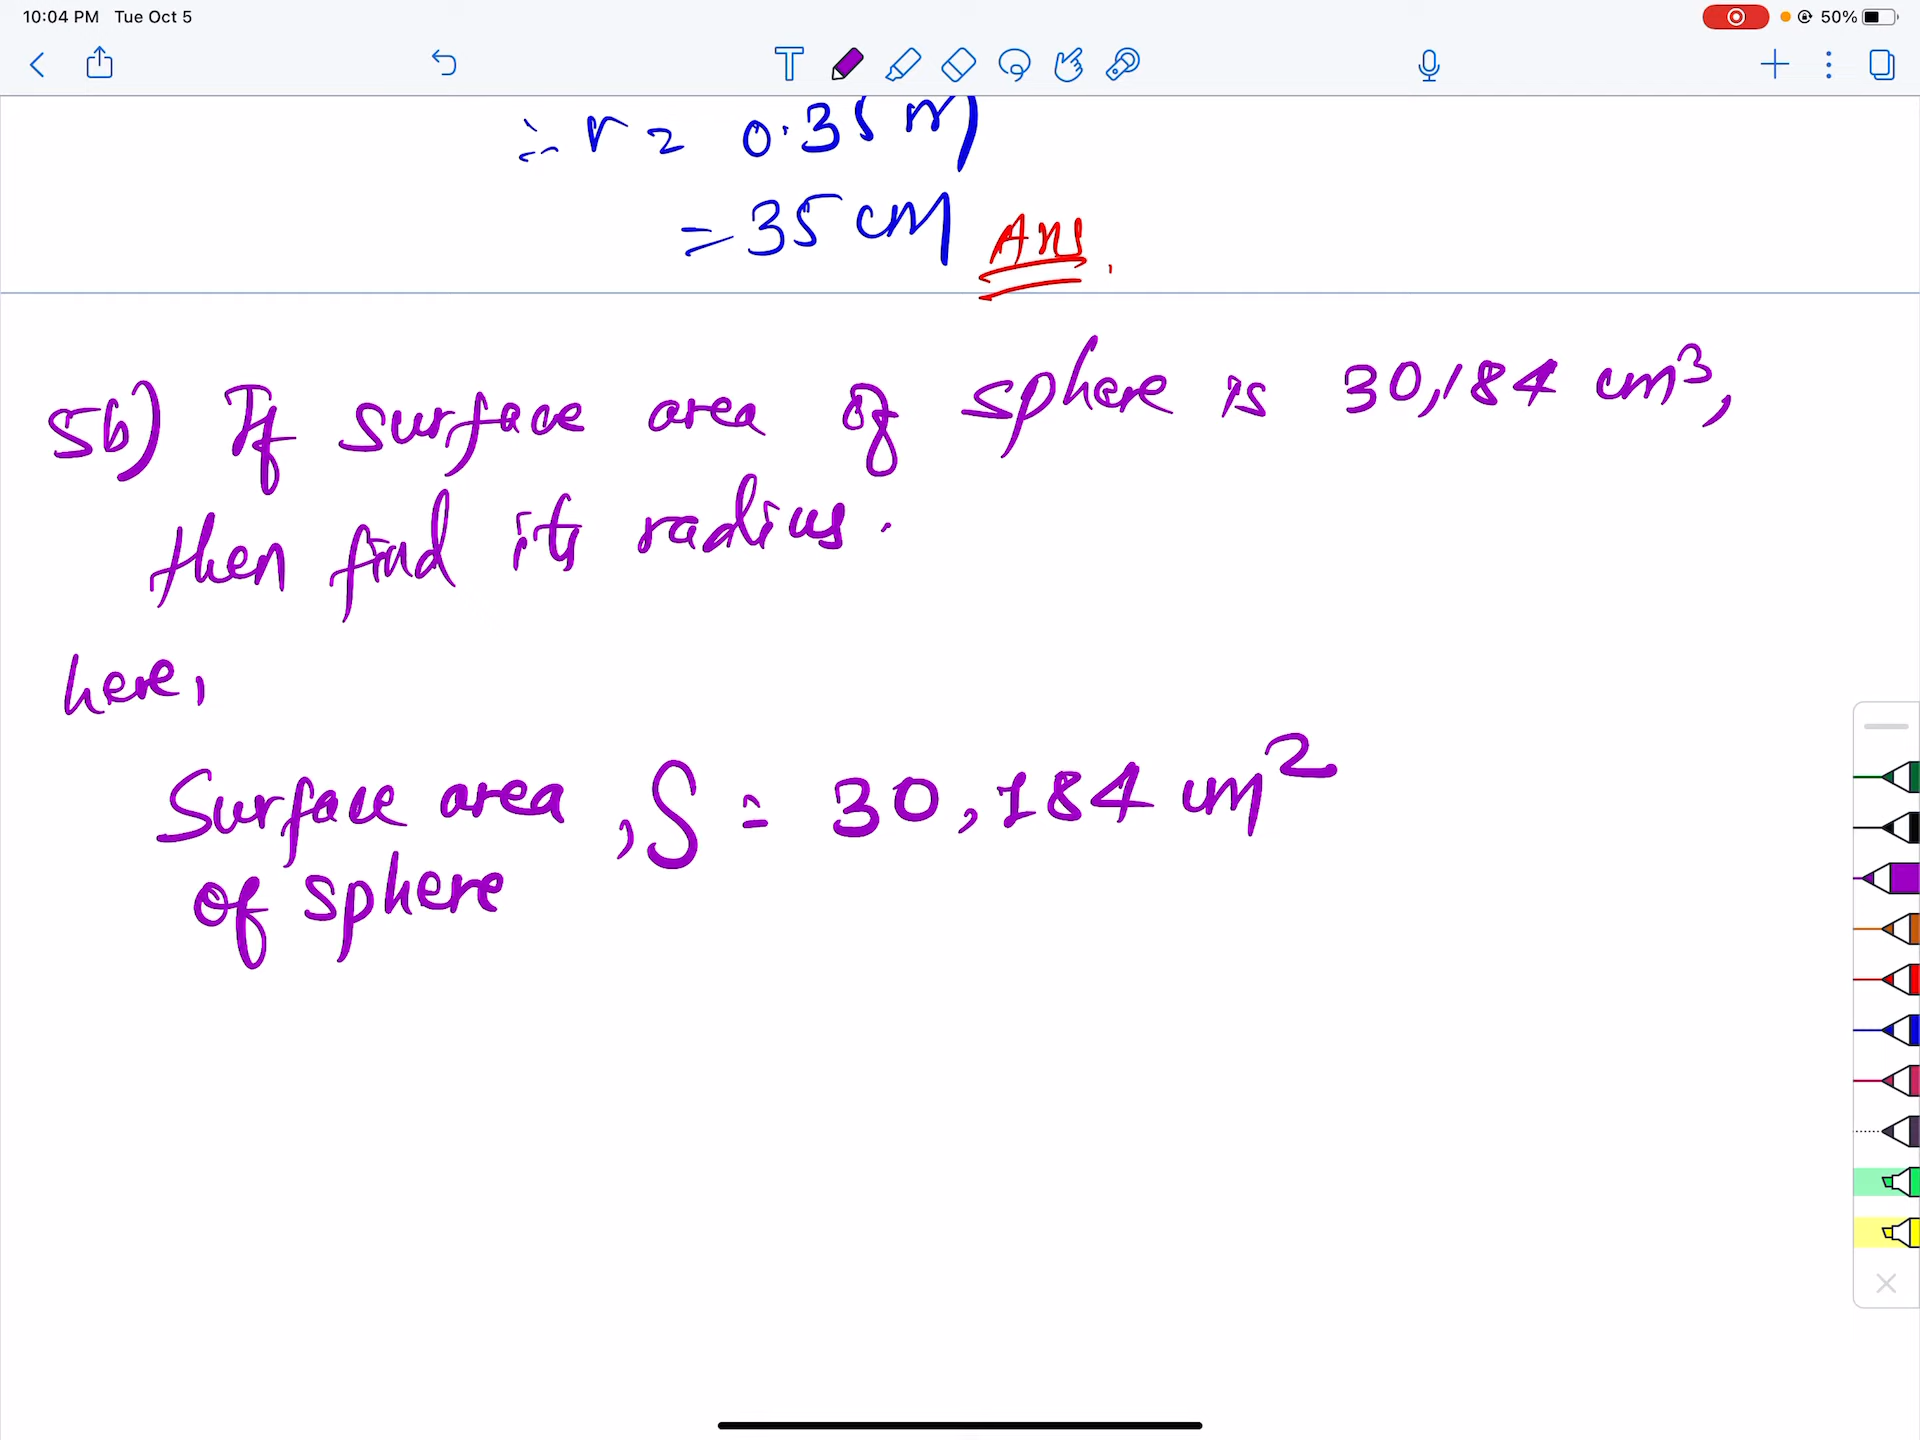 10:04 PM Tue Oct 5
50%
T
∴ r = 0.35 m
= 35 cm Ans.
5b) If surface area of sphere is 30,184 cm³,
then find its radius.
here,
Surface area , S = 30,184 cm²
of sphere